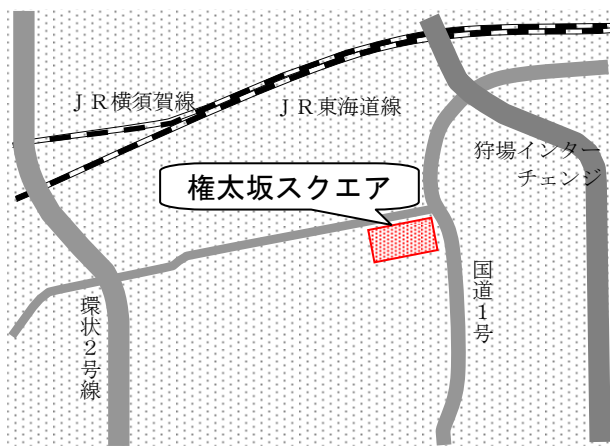 ＪＲ横須賀線
ＪＲ東海道線
狩場インター
チェンジ
権太坂スクエア
国道１号
環状２号線